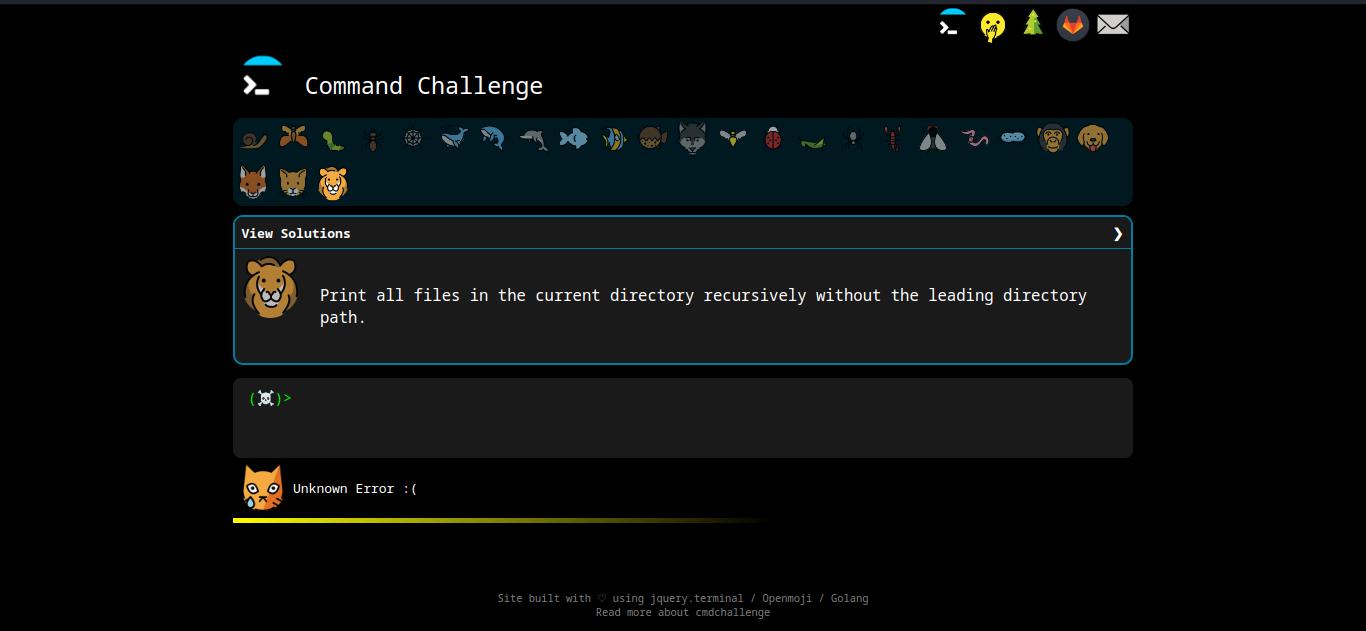 Command Challenge
View Solutions ❯
Print all files in the current directory recursively without the leading directory
path.
(☠)>
Unknown Error :(
Site built with ♡ using jquery.terminal / Openmoji / Golang
Read more about cmdchallenge